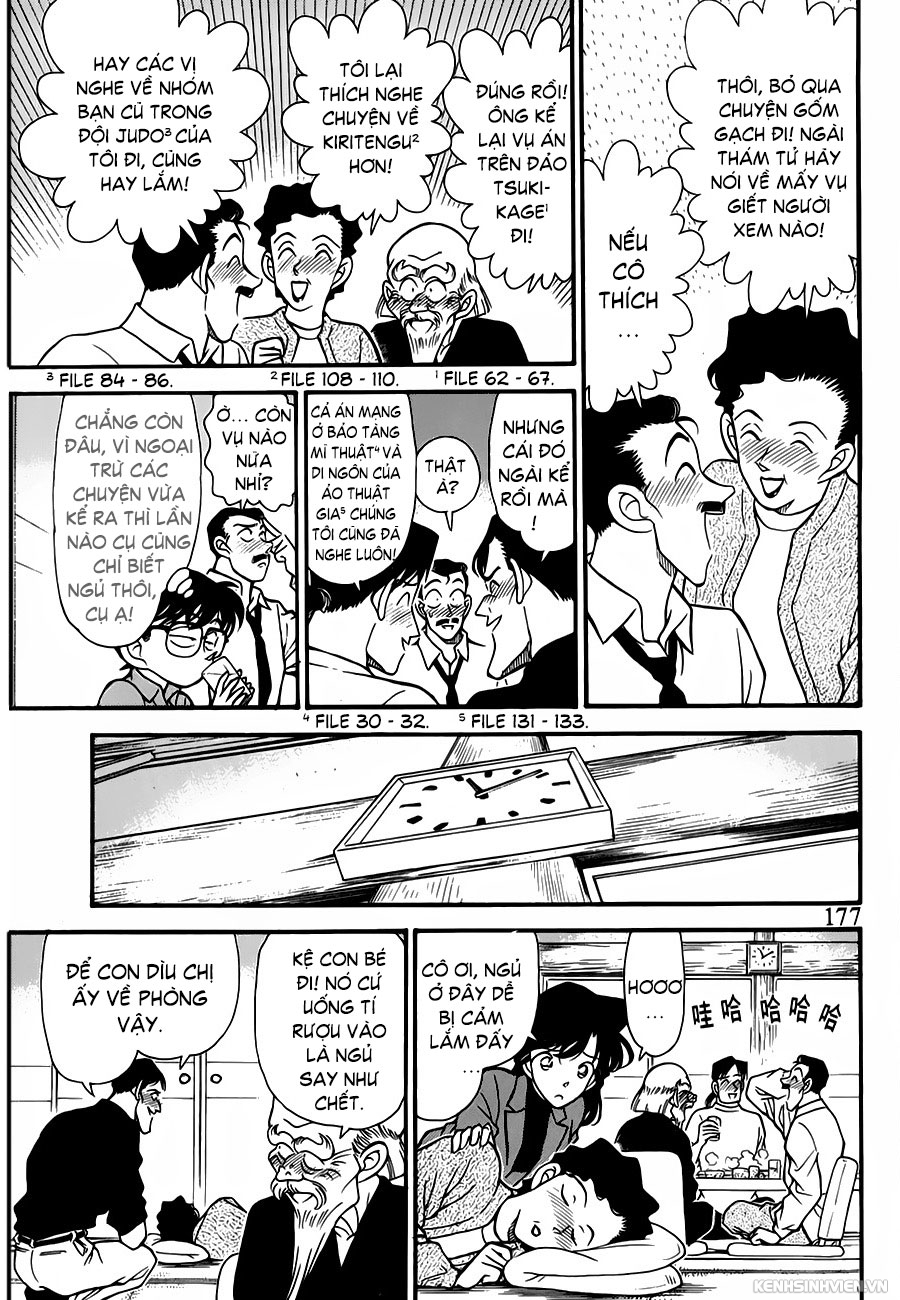 THÔI, BỎ QUA
CHUYỆN GỐM
GẠCH ĐI! NGÀI
THÁM TỬ HÃY
NÓI VỀ MẤY VỤ
GIẾT NGƯỜI
XEM NÀO!
NẾU
CÔ
THÍCH
...
ĐÚNG RỒI!
ÔNG KỂ
LẠI VỤ ÁN
TRÊN ĐẢO
TSUKI-
KAGE¹
ĐI!
TÔI LẠI
THÍCH NGHE
CHUYỆN VỀ
KIRITENGU²
HƠN!
HAY CÁC VỊ
NGHE VỀ NHÓM
BẠN CŨ TRONG
ĐỘI JUDO³ CỦA
TÔI ĐI, CŨNG
HAY LẮM!
³ FILE 84 - 86.
² FILE 108 - 110.
¹ FILE 62 - 67.
NHƯNG
CÁI ĐÓ
NGÀI KỂ
RỒI MÀ
!
THẬT
À?
CẢ ÁN MẠNG
Ở BẢO TÀNG
MĨ THUẬT⁴ VÀ
DI NGÔN CỦA
ẢO THUẬT
GIA⁵ CHÚNG
TÔI CŨNG ĐÃ
NGHE LUÔN!
Ờ... CÒN
VỤ NÀO
NỮA
NHỈ?
CHẲNG CÒN
ĐÂU, VÌ NGOẠI
TRỪ CÁC
CHUYỆN VỪA
KỂ RA THÌ LẦN
NÀO CỤ CŨNG
CHỈ BIẾT
NGỦ THÔI,
CỤ Ạ!
⁴ FILE 30 - 32.
⁵ FILE 131 - 133.
177
HƠƠƠ
...
哇哈 哈哈哈
CÔ ƠI, NGỦ
Ở ĐÂY DỄ
BỊ CẢM
LẮM ĐẤY
...
KỆ CON BÉ
ĐI! NÓ CỨ
UỐNG TÍ
RƯỢU VÀO
LÀ NGỦ
SAY NHƯ
CHẾT.
ĐỂ CON DÌU CHỊ
ẤY VỀ PHÒNG
VẬY.
KENHSINHVIEN.VN